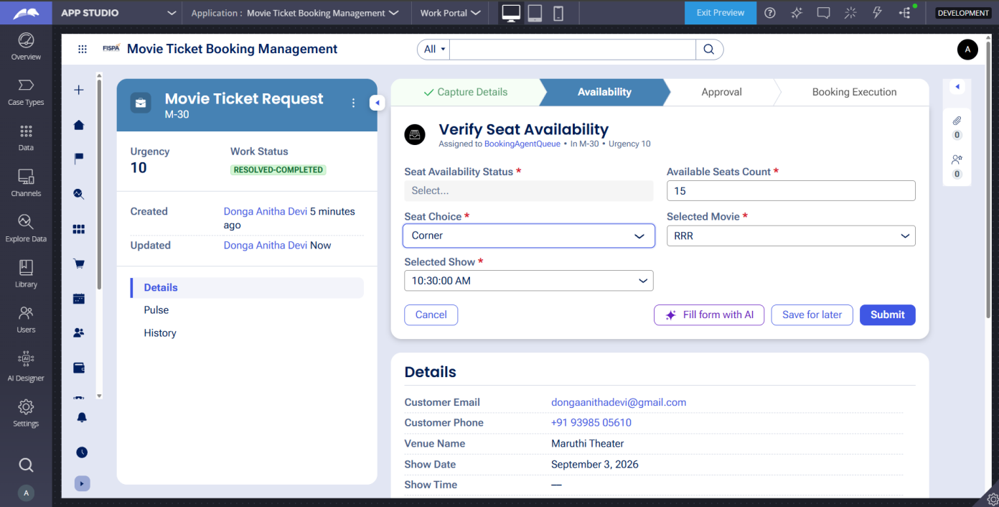 APP STUDIO
Application : Movie Ticket Booking Management
Work Portal
Exit Preview
DEVELOPMENT
Overview
Case Types
Data
Channels
Explore Data
Library
Users
AI Designer
Settings
A
FISPA
Movie Ticket Booking Management
All
A
Movie Ticket Request
M-30
Urgency
10
Work Status
RESOLVED-COMPLETED
Created
Donga Anitha Devi 5 minutes
ago
Updated
Donga Anitha Devi Now
Details
Pulse
History
Capture Details
Availability
Approval
Booking Execution
Verify Seat Availability
Assigned to BookingAgentQueue • In M-30 • Urgency 10
Seat Availability Status *
Select...
Available Seats Count *
15
Seat Choice *
Corner
Selected Movie *
RRR
Selected Show *
10:30:00 AM
Cancel
Fill form with AI
Save for later
Submit
0
0
Details
Customer Email dongaanithadevi@gmail.com
Customer Phone +91 93985 05610
Venue Name Maruthi Theater
Show Date September 3, 2026
Show Time —